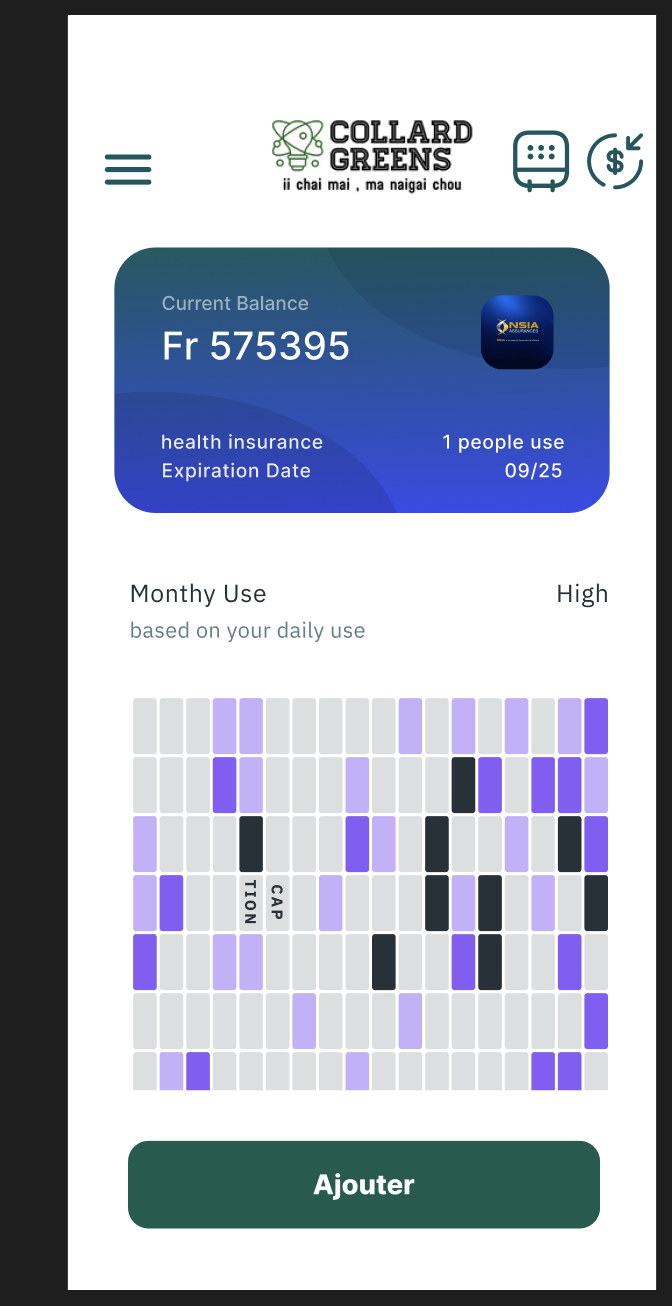 COLLARD
GREENS
ii chai mai , ma naigai chou
$
Current Balance
Fr 575395
NSIA
ASSURANCES
health insurance
1 people use
Expiration Date
09/25
Monthy Use
High
based on your daily use
CAP
TION
Ajouter